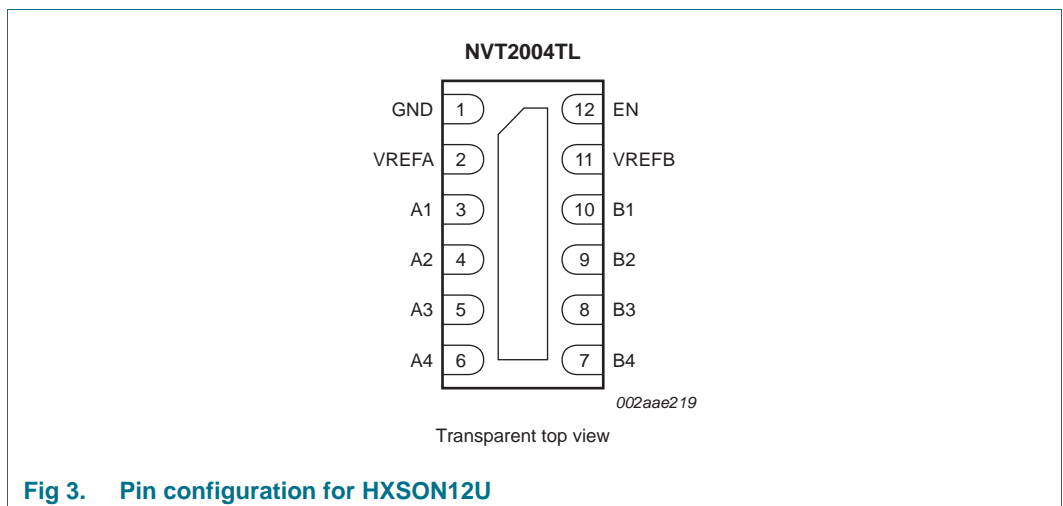 NVT2004TL
GND 1 12 EN
VREFA 2 11 VREFB
A1 3 10 B1
A2 4 9 B2
A3 5 8 B3
A4 6 7 B4
002aae219
Transparent top view
Fig 3. Pin configuration for HXSON12U